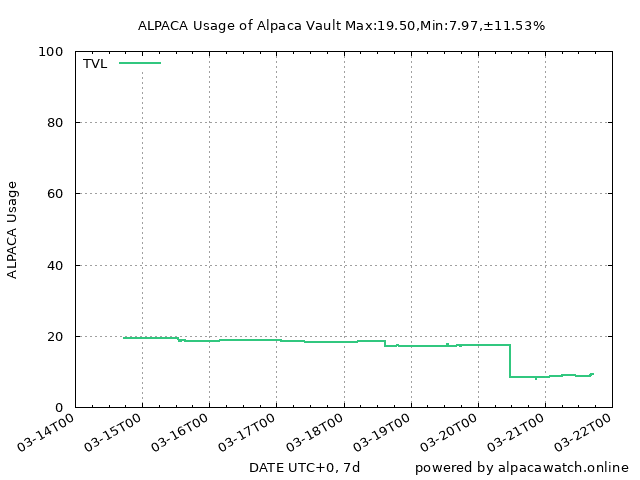 ALPACA Usage of Alpaca Vault Max:19.50,Min:7.97,±11.53%
100
TVL
80
60
ALPACA Usage
40
20
0
03-14T00 03-15T00 03-16T00 03-17T00 03-18T00 03-19T00 03-20T00 03-21T00 03-22T00
DATE UTC+0, 7d powered by alpacawatch.online